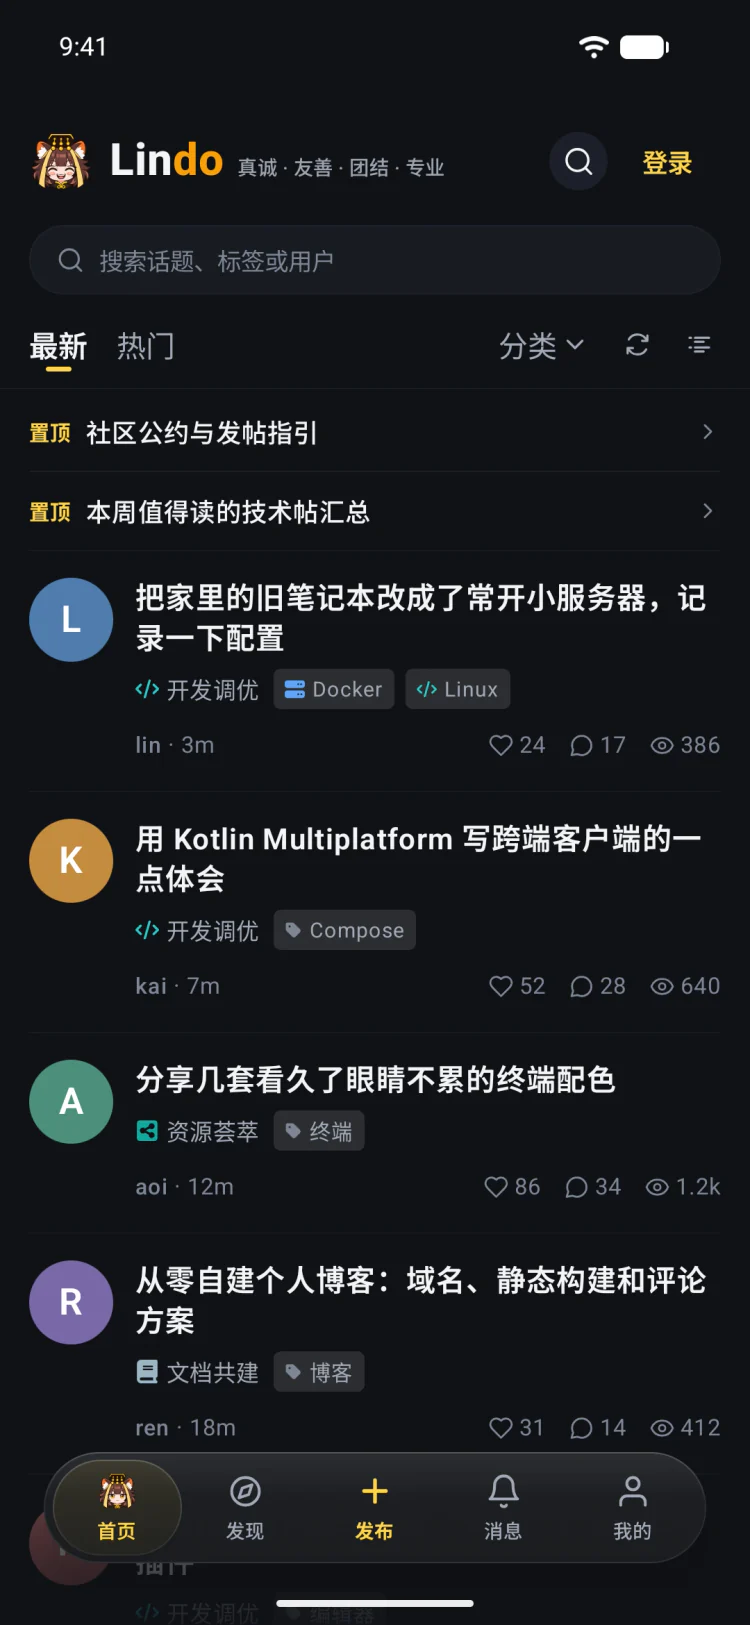 9:41
Lindo 真诚 · 友善 · 团结 · 专业 登录
搜索话题、标签或用户
最新 热门 分类
置顶 社区公约与发帖指引
置顶 本周值得读的技术帖汇总
L
把家里的旧笔记本改成了常开小服务器，记
录一下配置
开发调优 Docker Linux
lin · 3m 24 17 386
K
用 Kotlin Multiplatform 写跨端客户端的一
点体会
开发调优 Compose
kai · 7m 52 28 640
A
分享几套看久了眼睛不累的终端配色
资源荟萃 终端
aoi · 12m 86 34 1.2k
R
从零自建个人博客：域名、静态构建和评论
方案
文档共建 博客
ren · 18m 31 14 412
首页 发现 发布 消息 我的
插件
开发调优 编辑器